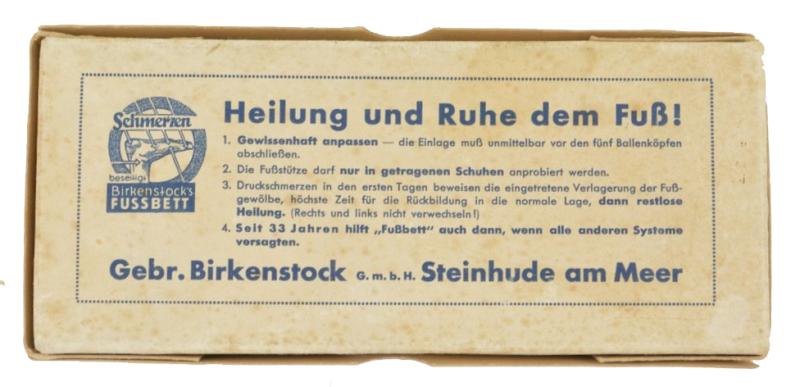 Schmerzen
beseitigt
Birkenstock's
FUSSBETT
Heilung und Ruhe dem Fuß!
1. Gewissenhaft anpassen — die Einlage muß unmittelbar vor den fünf Ballenköpfen
abschließen.
2. Die Fußstütze darf nur in getragenen Schuhen anprobiert werden.
3. Druckschmerzen in den ersten Tagen beweisen die eingetretene Verlagerung der Fuß-
gewölbe, höchste Zeit für die Rückbildung in die normale Lage, dann restlose
Heilung. (Rechts und links nicht verwechseln!)
4. Seit 33 Jahren hilft „Fußbett" auch dann, wenn alle anderen Systeme
versagten.
Gebr. Birkenstock G. m. b. H. Steinhude am Meer